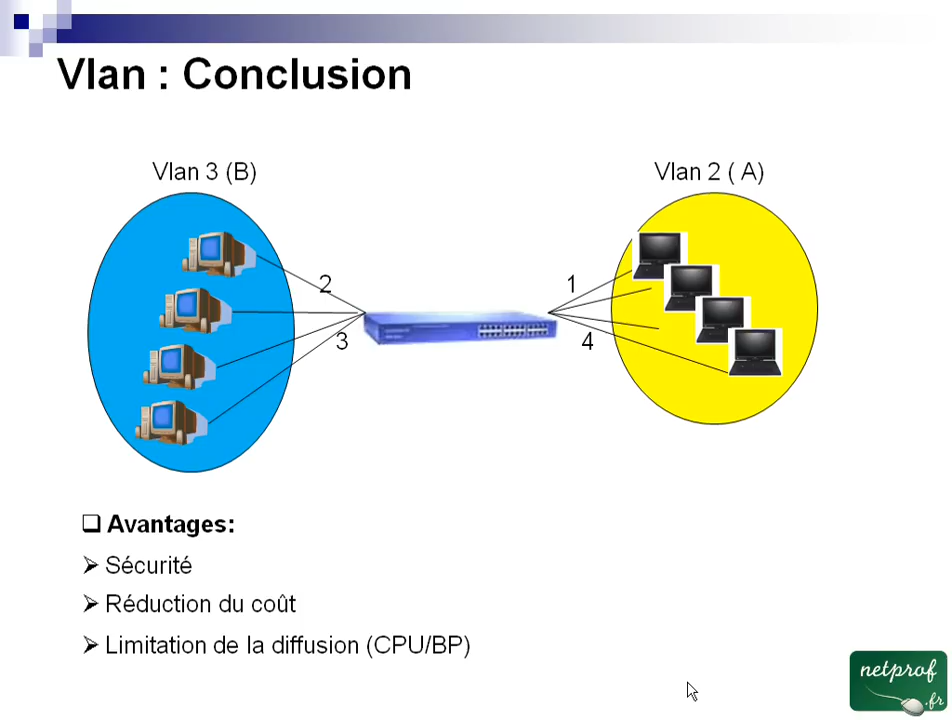 Vlan : Conclusion
Vlan 3 (B)
Vlan 2 ( A)
2
1
3
4
Avantages:
Sécurité
Réduction du coût
Limitation de la diffusion (CPU/BP)
netprof
.fr